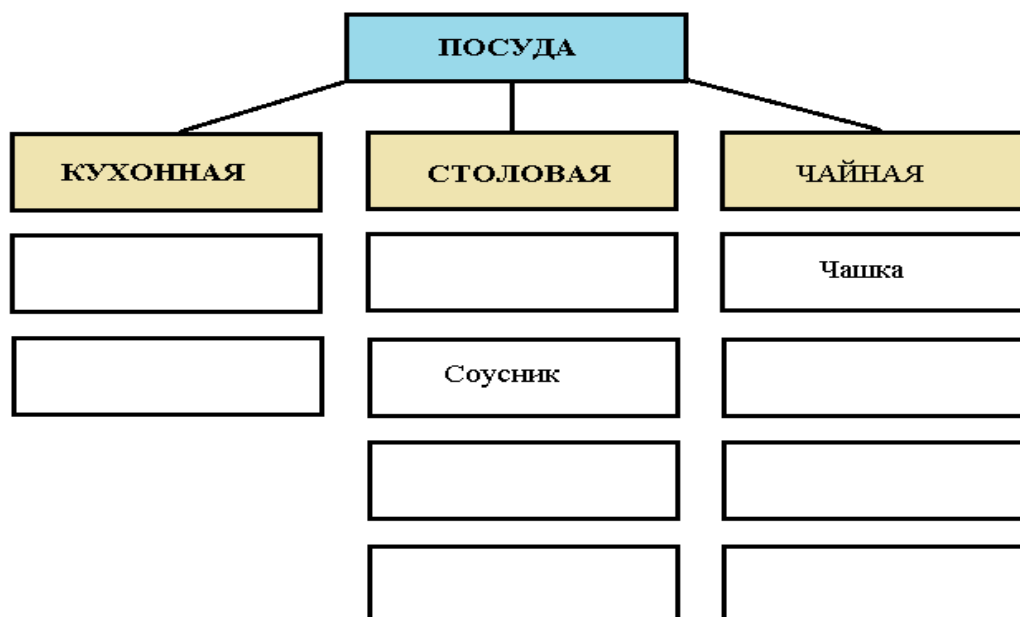 ПОСУДА
КУХОННАЯ
СТОЛОВАЯ
ЧАЙНАЯ
Чашка
Соусник